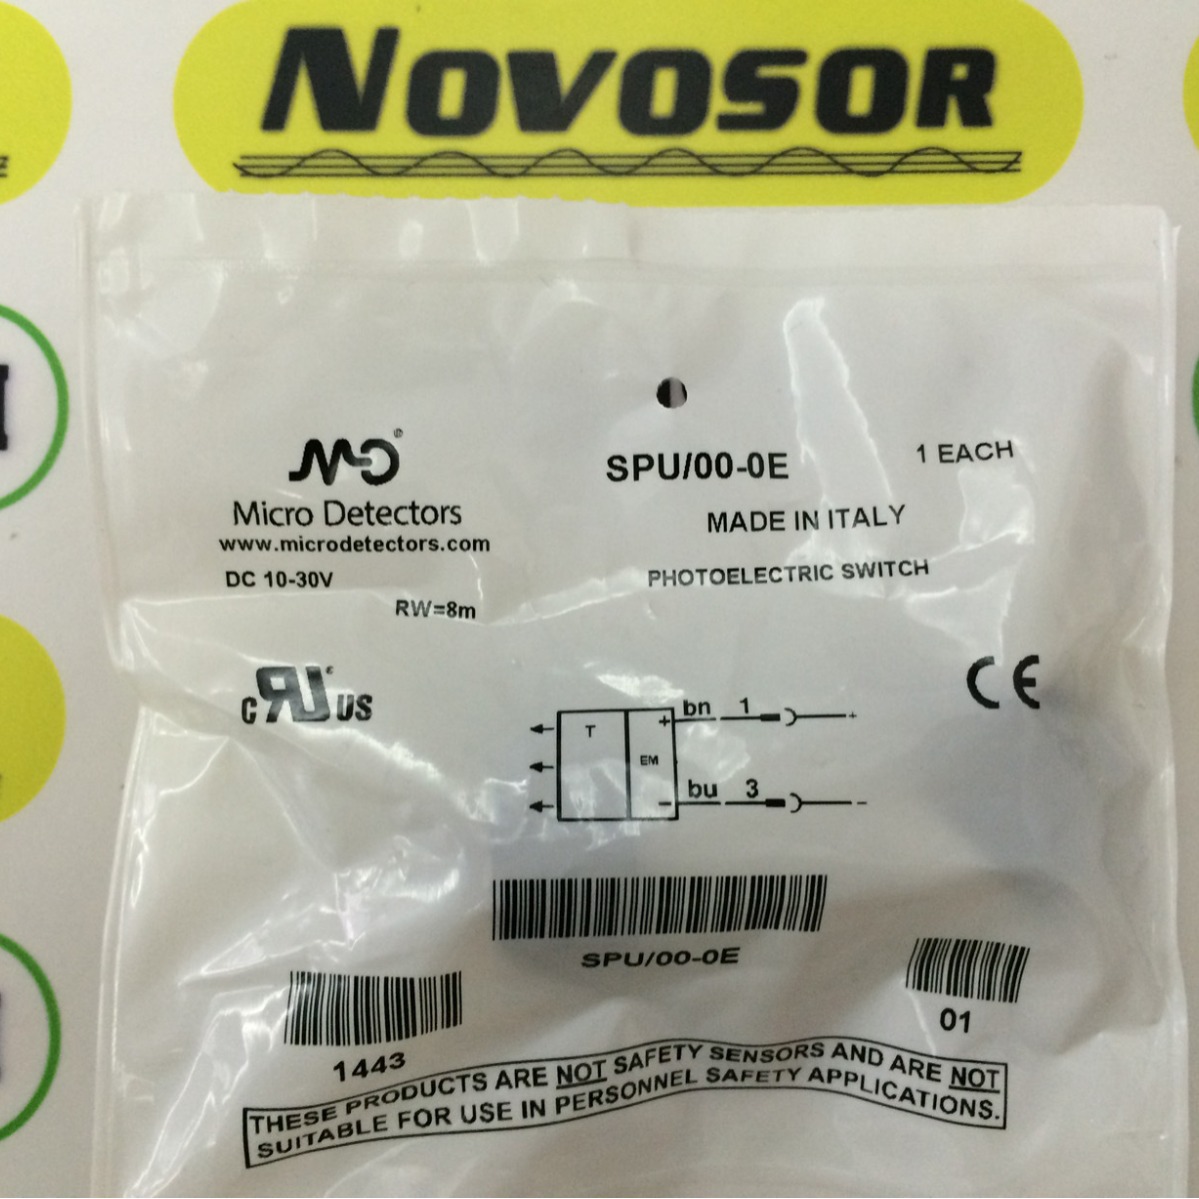 NOVOSOR
MD®
Micro Detectors
www.microdetectors.com
DC 10-30V
RW=8m
SPU/00-0E
1 EACH
MADE IN ITALY
PHOTOELECTRIC SWITCH
c RU US
CE
T
EM
+
-
bn 1
+
bu 3
-
SPU/00-0E
1443
01
THESE PRODUCTS ARE NOT SAFETY SENSORS AND ARE NOT
SUITABLE FOR USE IN PERSONNEL SAFETY APPLICATIONS.